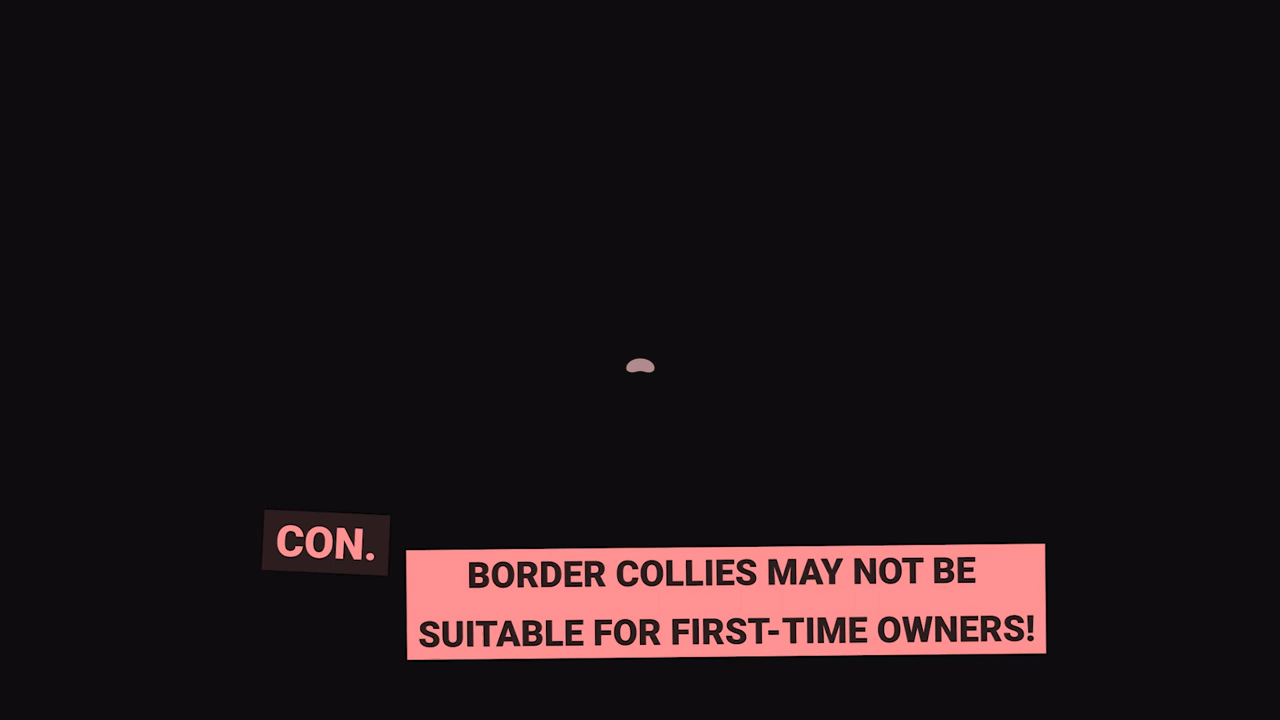 CON.
BORDER COLLIES MAY NOT BE
SUITABLE FOR FIRST-TIME OWNERS!